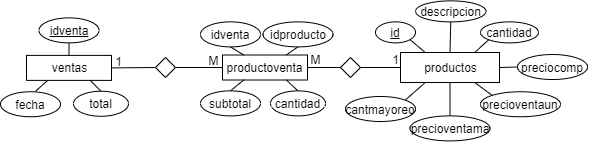 descripcion
idventa
idventa
idproducto
id
cantidad
ventas
1
M
productoventa
M
1
productos
preciocomp
fecha
total
subtotal
cantidad
cantmayoreo
precioventaun
precioventama